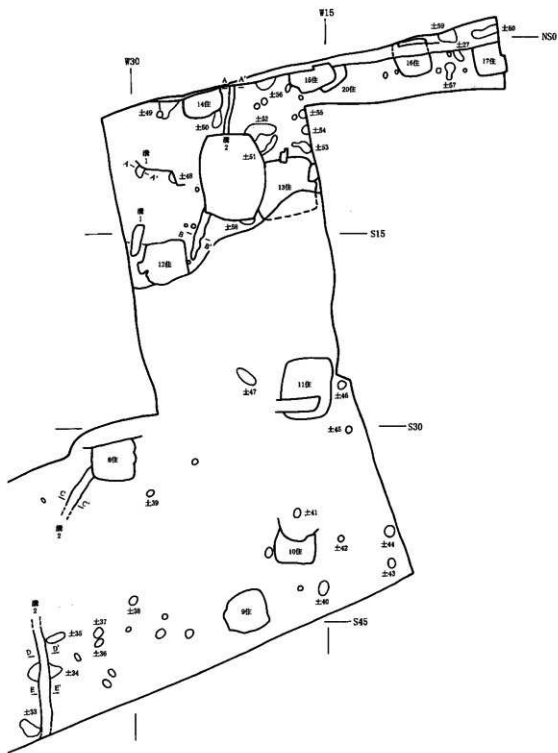 W15
NS0
W30
土59
土60
土27
16住
17住
土57
15住
20住
土56
A A'
14住
土49
土50
土52
土55
土54
土53
土51
溝
2
溝
1
A A'
土48
13住
溝
1
B B'
土58
S15
12住
11住
土47
土46
土45
S30
8住
土39
溝
2
土41
10住
土42
土44
土43
土40
土38
9住
S45
溝
2
土37
土35
土36
D D'
土34
E E'
土33